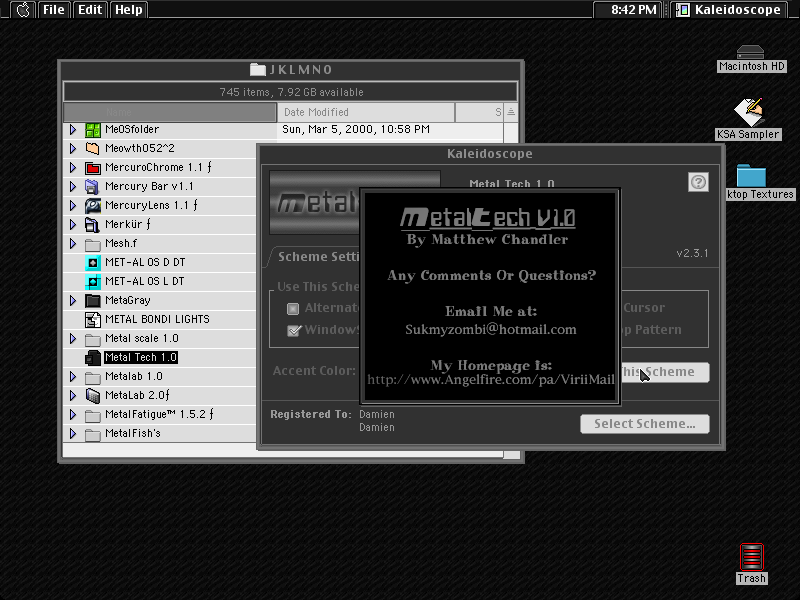 File Edit Help
8:42 PM
Kaleidoscope
JKLMNO
745 items, 7.92 GB available
Date Modified
S
MeOSfolder
Sun, Mar 5, 2000, 10:58 PM
Meowth052^2
MercuroChrome 1.1 ƒ
Mercury Bar v1.1
MercuryLens 1.1 ƒ
Merkür ƒ
Mesh.f
MET-AL OS D DT
MET-AL OS L DT
MetaGray
METAL BONDI LIGHTS
Metal scale 1.0
Metal Tech 1.0
Metalab 1.0
MetaLab 2.0ƒ
MetalFatigue™ 1.5.2 ƒ
MetalFish's
Kaleidoscope
Metal
Metal Tech 1.0
?
v2.3.1
Scheme Setti
Use This Sche
Alternat
Window
Cursor
p Pattern
Accent Color:
his Scheme
Registered To: Damien
Damien
Select Scheme...
MetalTech V1.0
By Matthew Chandler
Any Comments Or Questions?
Email Me at:
Sukmyzombi@hotmail.com
My Homepage Is:
http://www.Angelfire.com/pa/ViriiMail
Macintosh HD
KSA Sampler
ktop Textures
Trash